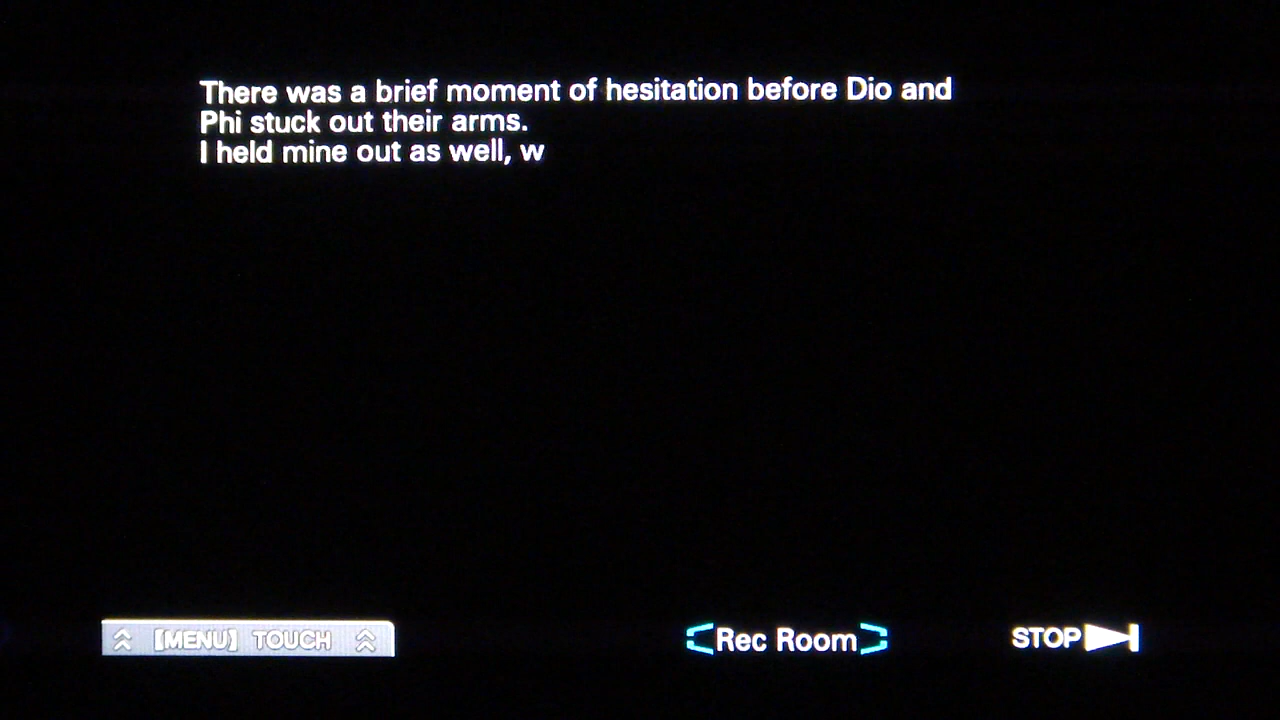 There was a brief moment of hesitation before Dio and
Phi stuck out their arms.
I held mine out as well, w
[MENU] TOUCH
Rec Room
STOP